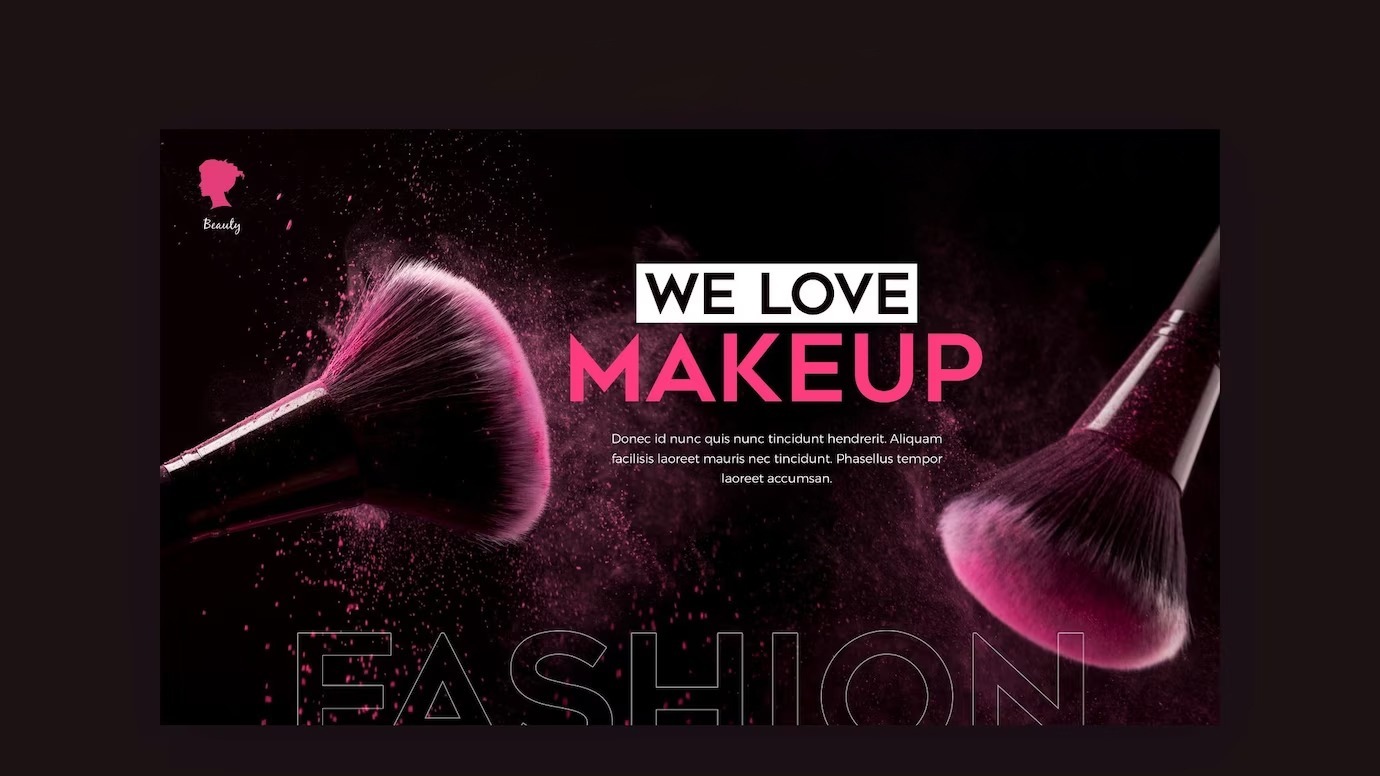 Beauty
WE LOVE
MAKEUP
Donec id nunc quis nunc tincidunt hendrerit. Aliquam
facilisis laoreet mauris nec tincidunt. Phasellus tempor
laoreet accumsan.
FASHION